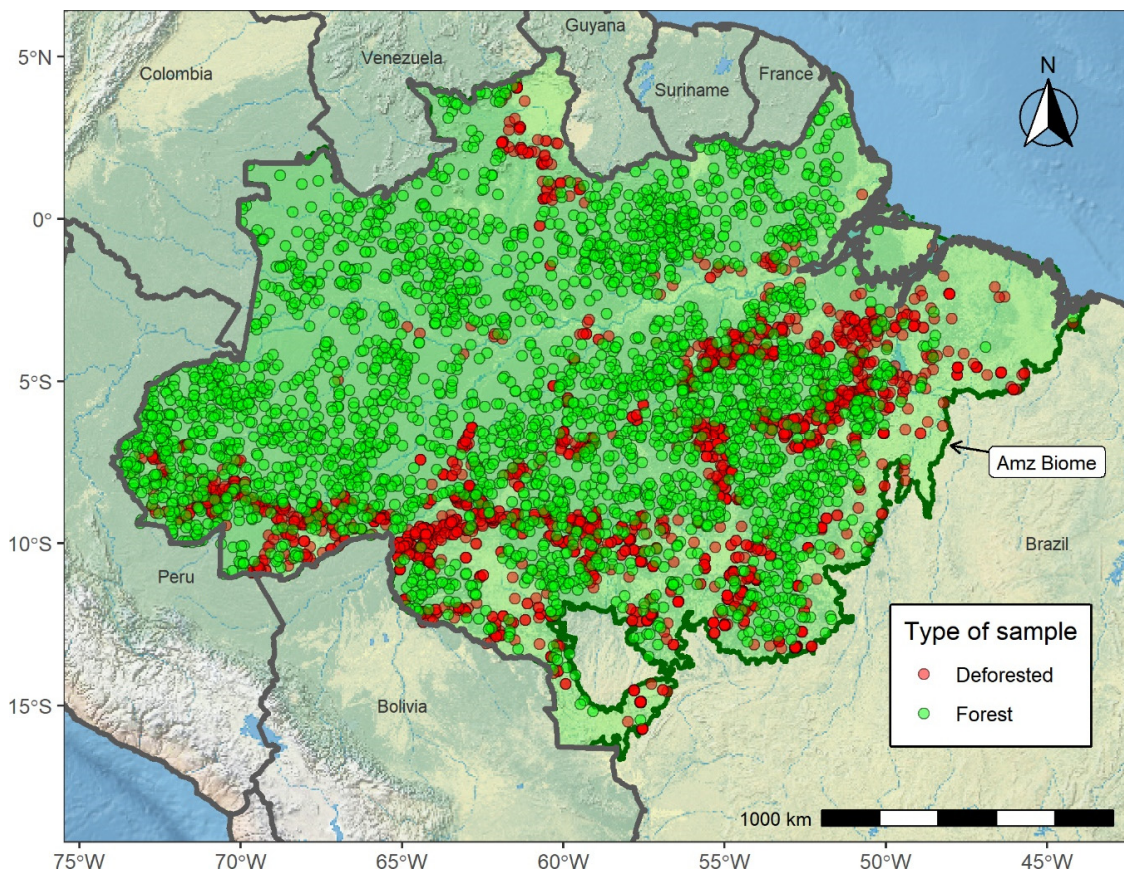 5°N
0°
5°S
10°S
15°S
Colombia
Venezuela
Guyana
Suriname
France
N
Amz Biome
Brazil
Peru
Bolivia
Type of sample
Deforested
Forest
1000 km
75°W
70°W
65°W
60°W
55°W
50°W
45°W